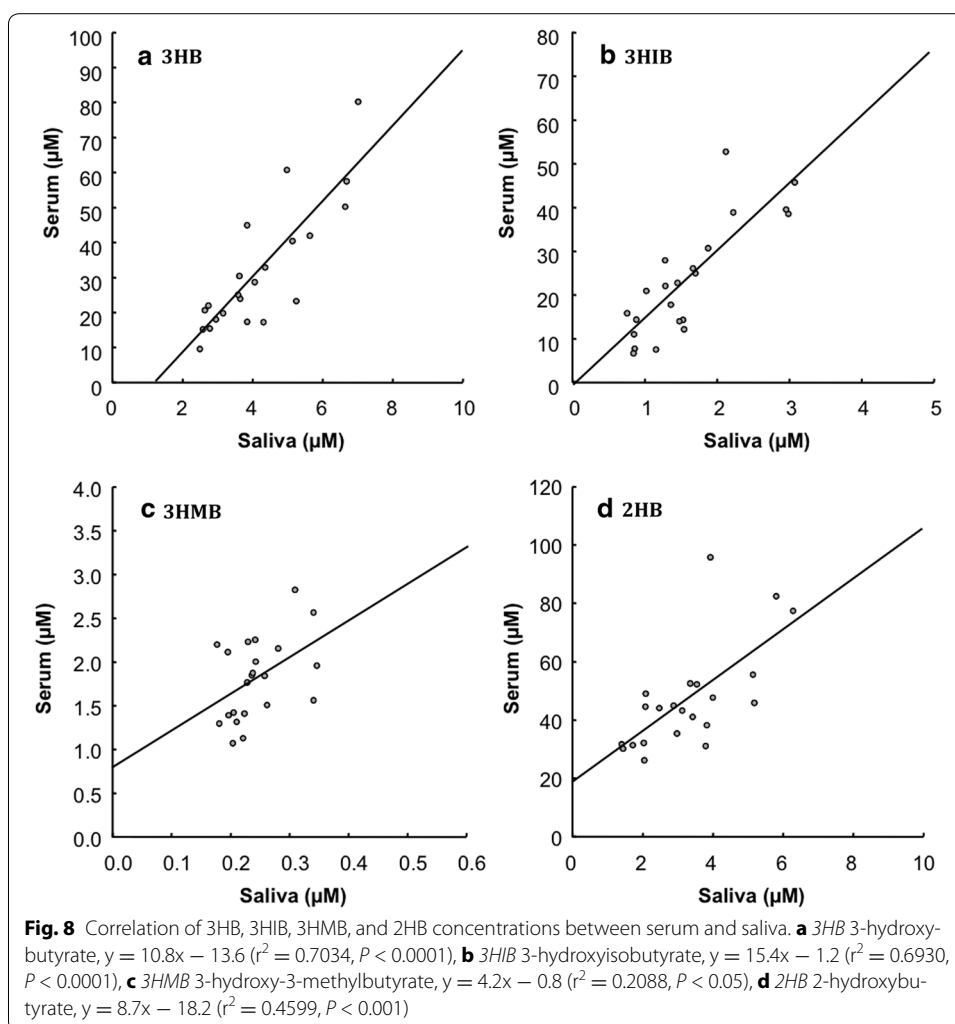 a 3HB
100
90
80
70
60
50
40
30
20
10
0
Serum (µM)
0 2 4 6 8 10
Saliva (µM)
b 3HIB
80
70
60
50
40
30
20
10
0
Serum (µM)
0 1 2 3 4 5
Saliva (µM)
c 3HMB
4.0
3.5
3.0
2.5
2.0
1.5
1.0
0.5
0.0
Serum (µM)
0.0 0.1 0.2 0.3 0.4 0.5 0.6
Saliva (µM)
d 2HB
120
100
80
60
40
20
0
Serum (µM)
0 2 4 6 8 10
Saliva (µM)
Fig. 8 Correlation of 3HB, 3HIB, 3HMB, and 2HB concentrations between serum and saliva. a 3HB 3-hydroxy-
butyrate, y = 10.8x − 13.6 (r² = 0.7034, P < 0.0001), b 3HIB 3-hydroxyisobutyrate, y = 15.4x − 1.2 (r² = 0.6930,
P < 0.0001), c 3HMB 3-hydroxy-3-methylbutyrate, y = 4.2x − 0.8 (r² = 0.2088, P < 0.05), d 2HB 2-hydroxybu-
tyrate, y = 8.7x − 18.2 (r² = 0.4599, P < 0.001)